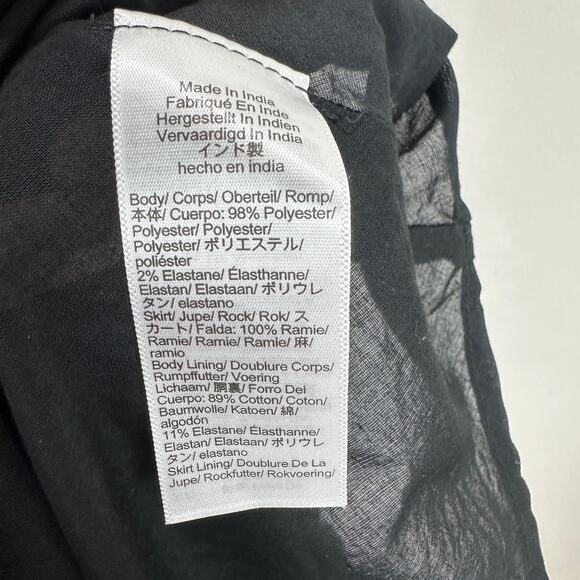 Made In India
Fabriqué En Inde
Hergestellt In Indien
Vervaardigd In India
インド製
hecho en india
Body/ Corps/ Oberteil/ Romp/
本体/ Cuerpo: 98% Polyester/
Polyester/ Polyester/
Polyester/ ポリエステル/
poliéster
2% Elastane/ Élasthanne/
Elastan/ Elastaan/ ポリウレ
タン/ elastano
Skirt/ Jupe/ Rock/ Rok/ ス
カート/ Falda: 100% Ramie/
Ramie/ Ramie/ Ramie/ 麻/
ramio
Body Lining/ Doublure Corps/
Rumpffutter/ Voering
Lichaam/ 胴裏/ Forro Del
Cuerpo: 89% Cotton/ Coton/
Baumwolle/ Katoen/ 綿/
algodón
11% Elastane/ Élasthanne/
Elastan/ Elastaan/ ポリウレ
タン/ elastano
Skirt Lining/ Doublure De La
Jupe/ Rockfutter/ Rokvoering/